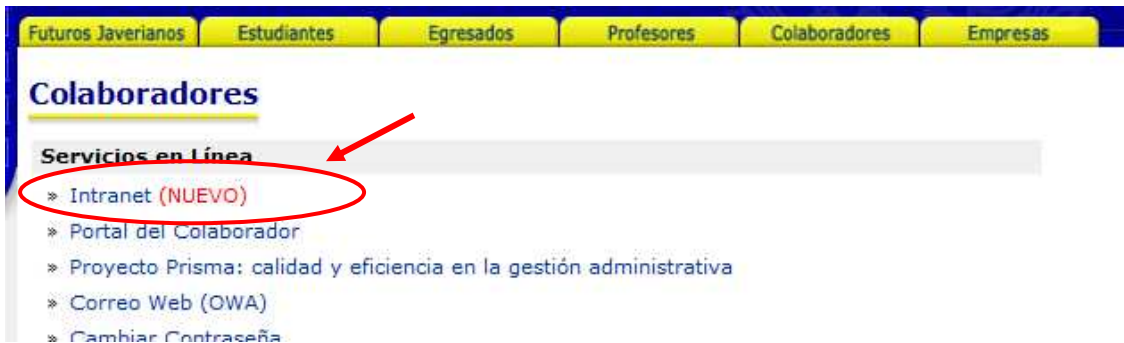 Futuros Javerianos Estudiantes Egresados Profesores Colaboradores Empresas
Colaboradores
Servicios en Línea
» Intranet (NUEVO)
» Portal del Colaborador
» Proyecto Prisma: calidad y eficiencia en la gestión administrativa
» Correo Web (OWA)
» Cambiar Contraseña